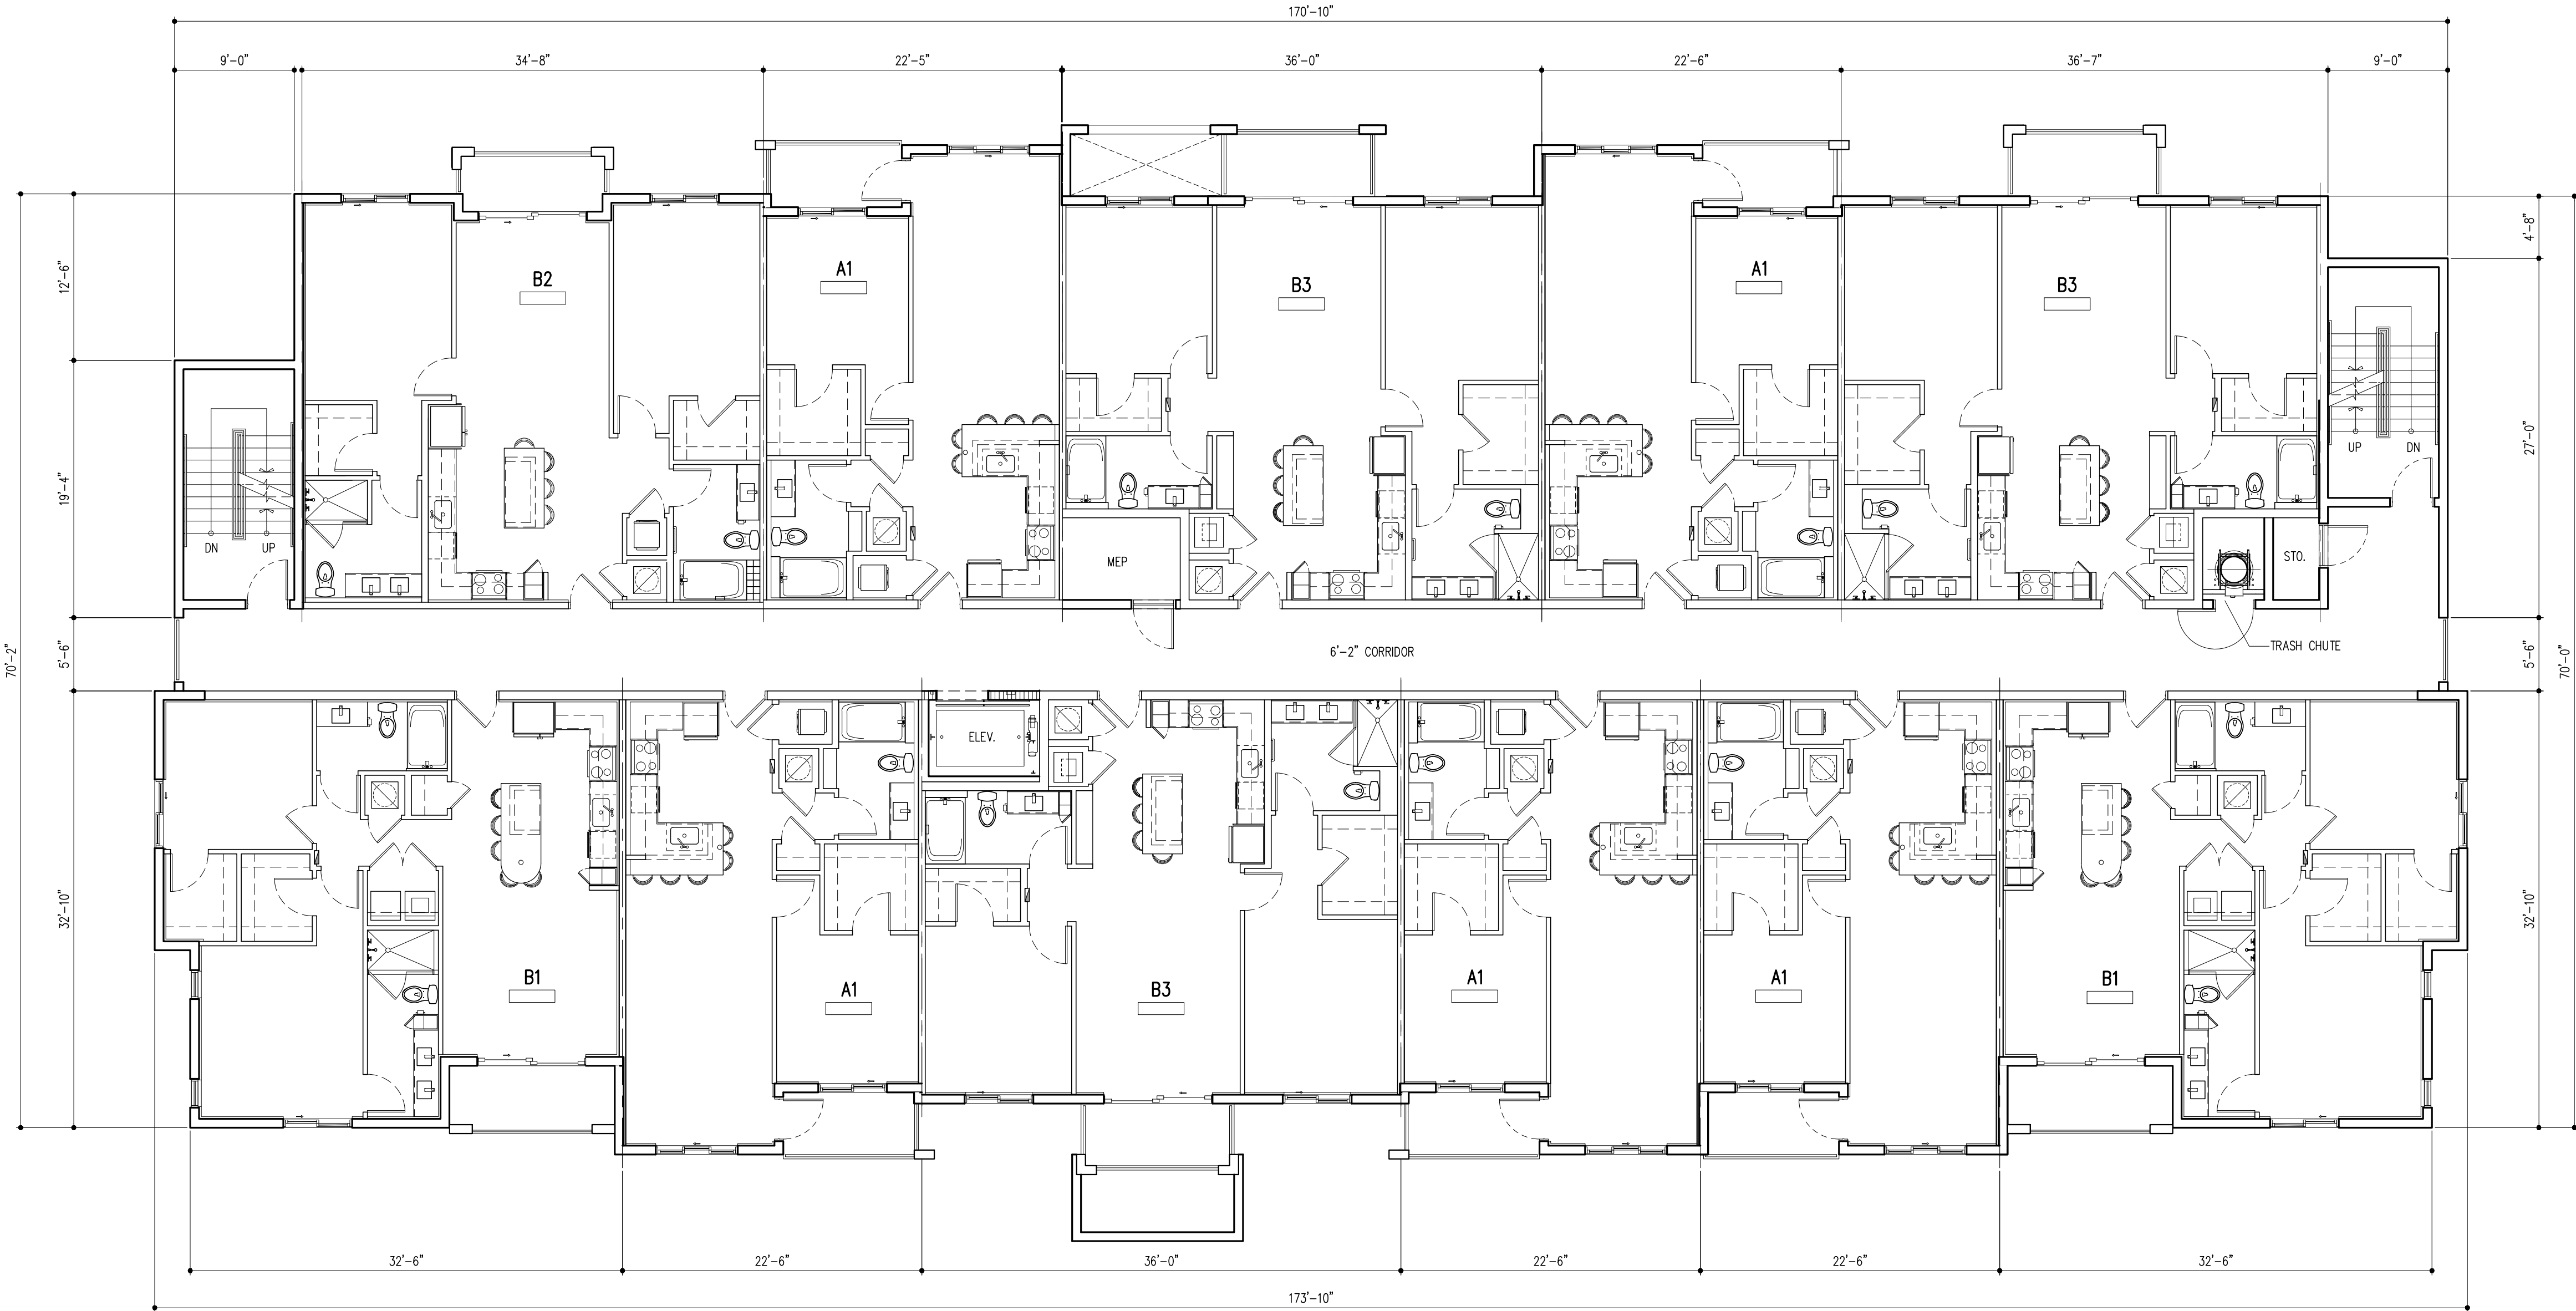 170'-10"
9'-0"
34'-8"
22'-5"
36'-0"
22'-6"
36'-7"
9'-0"
4'-8"
12'-6"
B2
A1
B3
A1
B3
27'-0"
UP
DN
19'-4"
DN
UP
MEP
STO.
70'-2"
5'-6"
6'-2" CORRIDOR
TRASH CHUTE
5'-6"
70'-0"
ELEV.
32'-10"
32'-10"
B1
A1
B3
A1
A1
B1
32'-6"
22'-6"
36'-0"
22'-6"
22'-6"
32'-6"
173'-10"